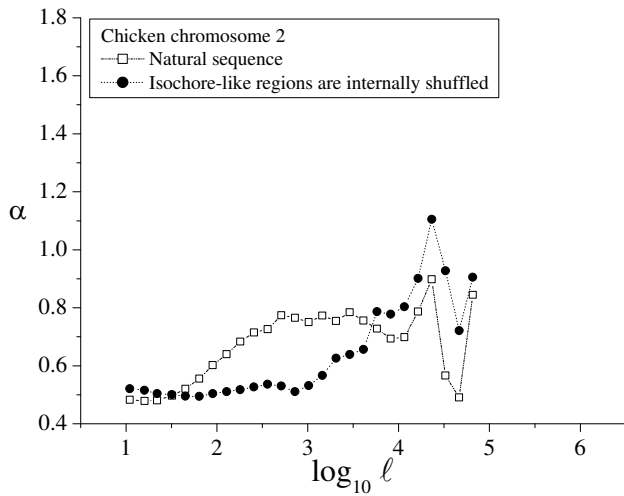 Chicken chromosome 2
Natural sequence
Isochore-like regions are internally shuffled
1.8
1.6
1.4
1.2
1.0
0.8
0.6
0.4
α
1 2 3 4 5 6
log₁₀ ℓ